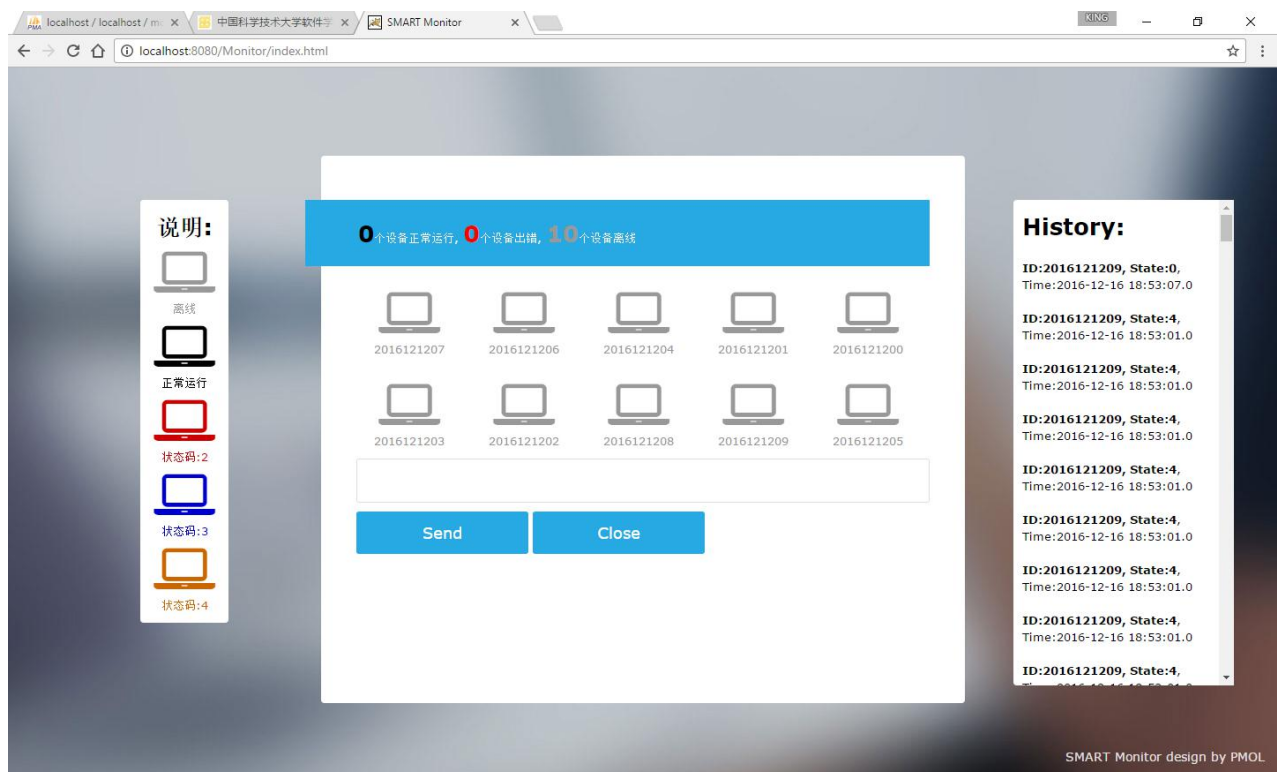 localhost / localhost / m
中国科学技术大学软件学
SMART Monitor
KING
localhost:8080/Monitor/index.html
说明:
离线
正常运行
状态码:2
状态码:3
状态码:4
0个设备正常运行, 0个设备出错, 10个设备离线
2016121207 2016121206 2016121204 2016121201 2016121200
2016121203 2016121202 2016121208 2016121209 2016121205
Send Close
History:
ID:2016121209, State:0,
Time:2016-12-16 18:53:07.0
ID:2016121209, State:4,
Time:2016-12-16 18:53:01.0
ID:2016121209, State:4,
Time:2016-12-16 18:53:01.0
ID:2016121209, State:4,
Time:2016-12-16 18:53:01.0
ID:2016121209, State:4,
Time:2016-12-16 18:53:01.0
ID:2016121209, State:4,
Time:2016-12-16 18:53:01.0
ID:2016121209, State:4,
Time:2016-12-16 18:53:01.0
ID:2016121209, State:4,
Time:2016-12-16 18:53:01.0
ID:2016121209, State:4,
SMART Monitor design by PMOL